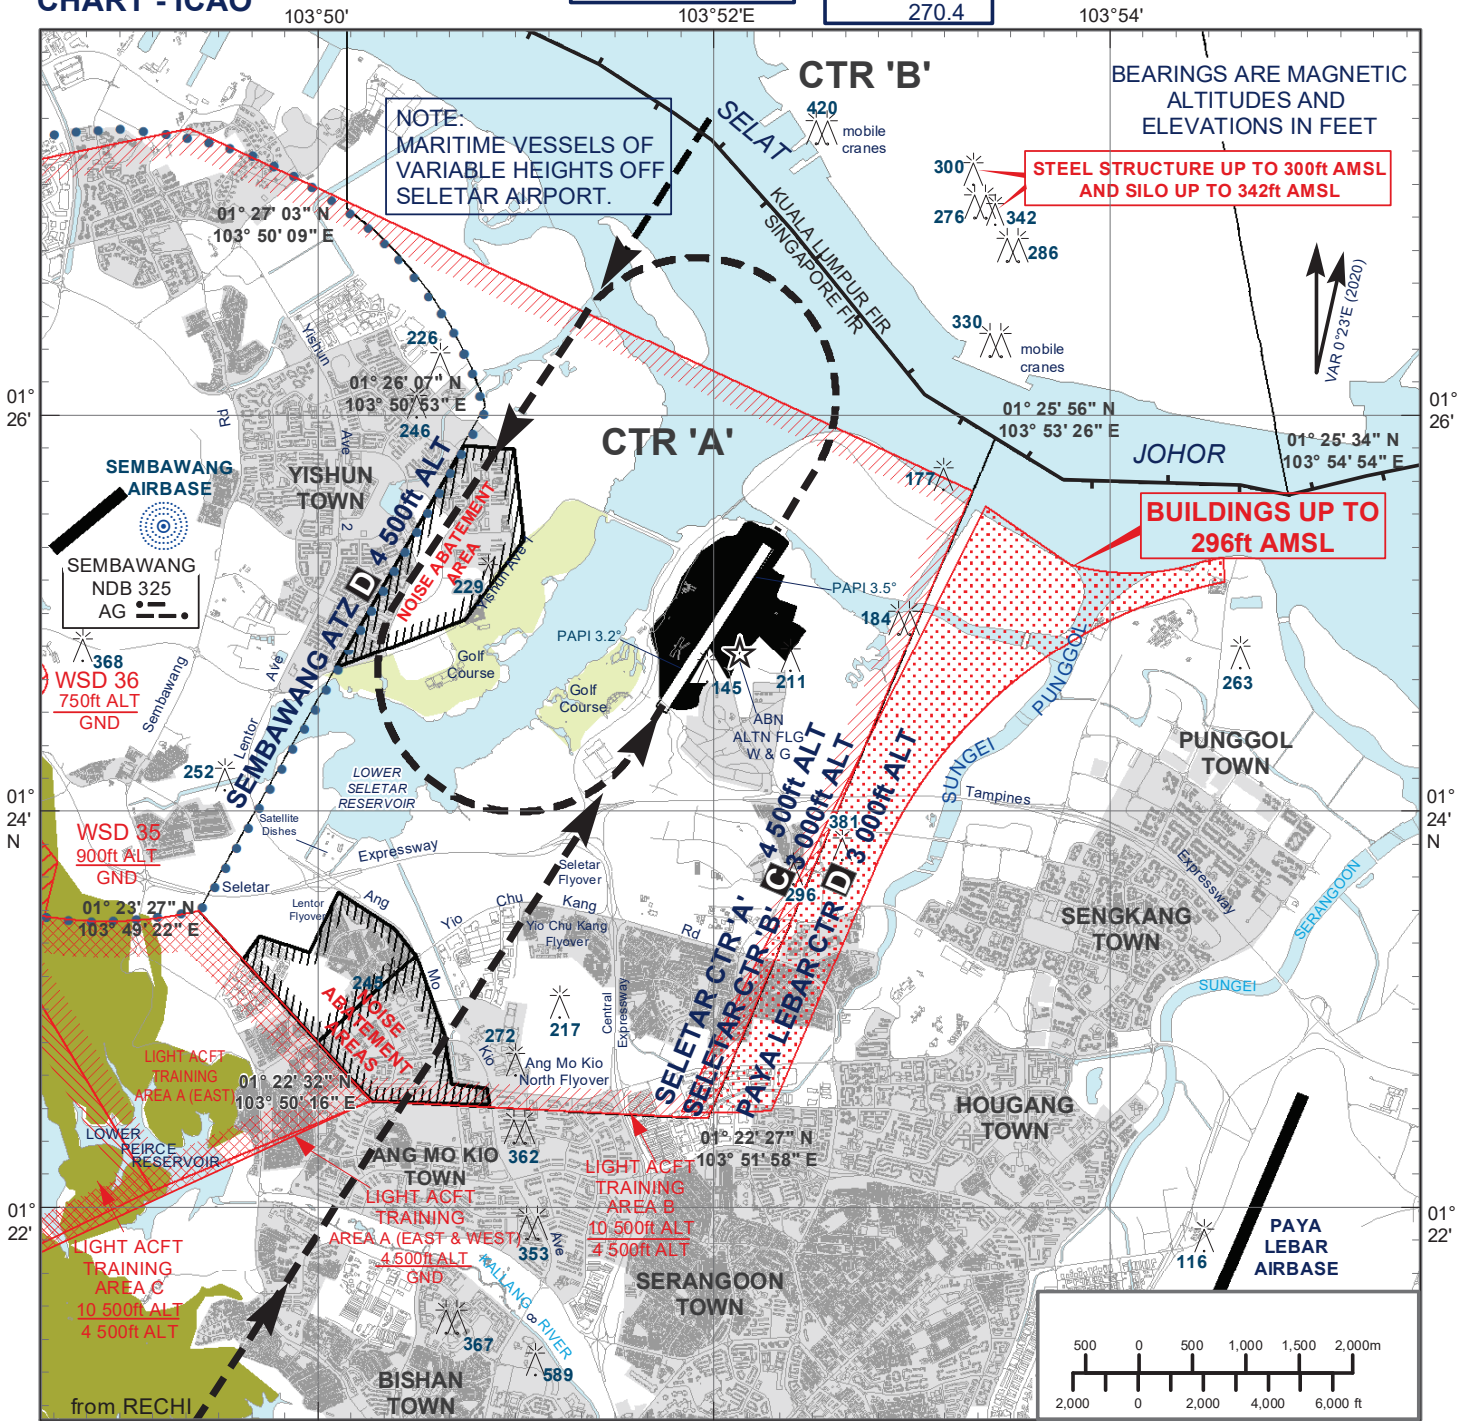 CHART - ICAO
270.4
103°50'
103°52'E
103°54'
CTR 'B'
BEARINGS ARE MAGNETIC
ALTITUDES AND
ELEVATIONS IN FEET
NOTE:
MARITIME VESSELS OF
VARIABLE HEIGHTS OFF
SELETAR AIRPORT.
SELAT
420
mobile
cranes
300
STEEL STRUCTURE UP TO 300ft AMSL
AND SILO UP TO 342ft AMSL
276
342
286
01° 27' 03" N
103° 50' 09" E
KUALA LUMPUR FIR
SINGAPORE FIR
VAR 0°23'E (2020)
330
mobile
cranes
Yishun
226
01° 26' 07" N
103° 50' 53" E
246
01°
26'
Rd
Ave
2
CTR 'A'
01° 25' 56" N
103° 53' 26" E
01°
26'
JOHOR
01° 25' 34" N
103° 54' 54" E
SEMBAWANG
AIRBASE
YISHUN
TOWN
177
BUILDINGS UP TO
296ft AMSL
SEMBAWANG
NDB 325
AG
SEMBAWANG ATZ D 4 500ft ALT
NOISE ABATEMENT
AREA
229
Yishun Ave 1
PAPI 3.5°
184
PAPI 3.2°
368
WSD 36
750ft ALT
GND
Sembawang
Ave
Lentor
Golf
Course
Golf
Course
145
211
ABN
ALTN FLG
W & G
SUNGEI
PUNGGOL
263
PUNGGOL
TOWN
252
LOWER
SELETAR
RESERVOIR
Satellite
Dishes
Tampines
01°
24'
N
01°
24'
N
WSD 35
900ft ALT
GND
Expressway
Seletar
Seletar
Flyover
381
296
SELETAR CTR 'A' C 4 500ft ALT
SELETAR CTR 'B' 3 000ft ALT
PAYA LEBAR CTR D 3 000ft ALT
Expressway
SERANGOON
01° 23' 27" N
103° 49' 22" E
Lentor
Flyover
Ang
Mo
Kio
Yio
Chu
Kang
Rd
Yio Chu Kang
Flyover
SENGKANG
TOWN
245
NOISE
ABATEMENT
AREAS
SUNGEI
272
217
Central
Expressway
Ang Mo Kio
North Flyover
LIGHT ACFT
TRAINING
AREA A (EAST)
01° 22' 32" N
103° 50' 16" E
HOUGANG
TOWN
LOWER
PEIRCE
RESERVOIR
362
01° 22' 27" N
103° 51' 58" E
ANG MO KIO
TOWN
LIGHT ACFT
TRAINING
AREA B
10 500ft ALT
4 500ft ALT
LIGHT ACFT
TRAINING
AREA A (EAST & WEST)
4 500ft ALT
GND
01°
22'
01°
22'
353
Ave
8
LIGHT ACFT
TRAINING
AREA C
10 500ft ALT
4 500ft ALT
KALLANG
RIVER
116
PAYA
LEBAR
AIRBASE
SERANGOON
TOWN
367
589
BISHAN
TOWN
from RECHI
500 0 500 1,000 1,500 2,000m
2,000 0 2,000 4,000 6,000 ft